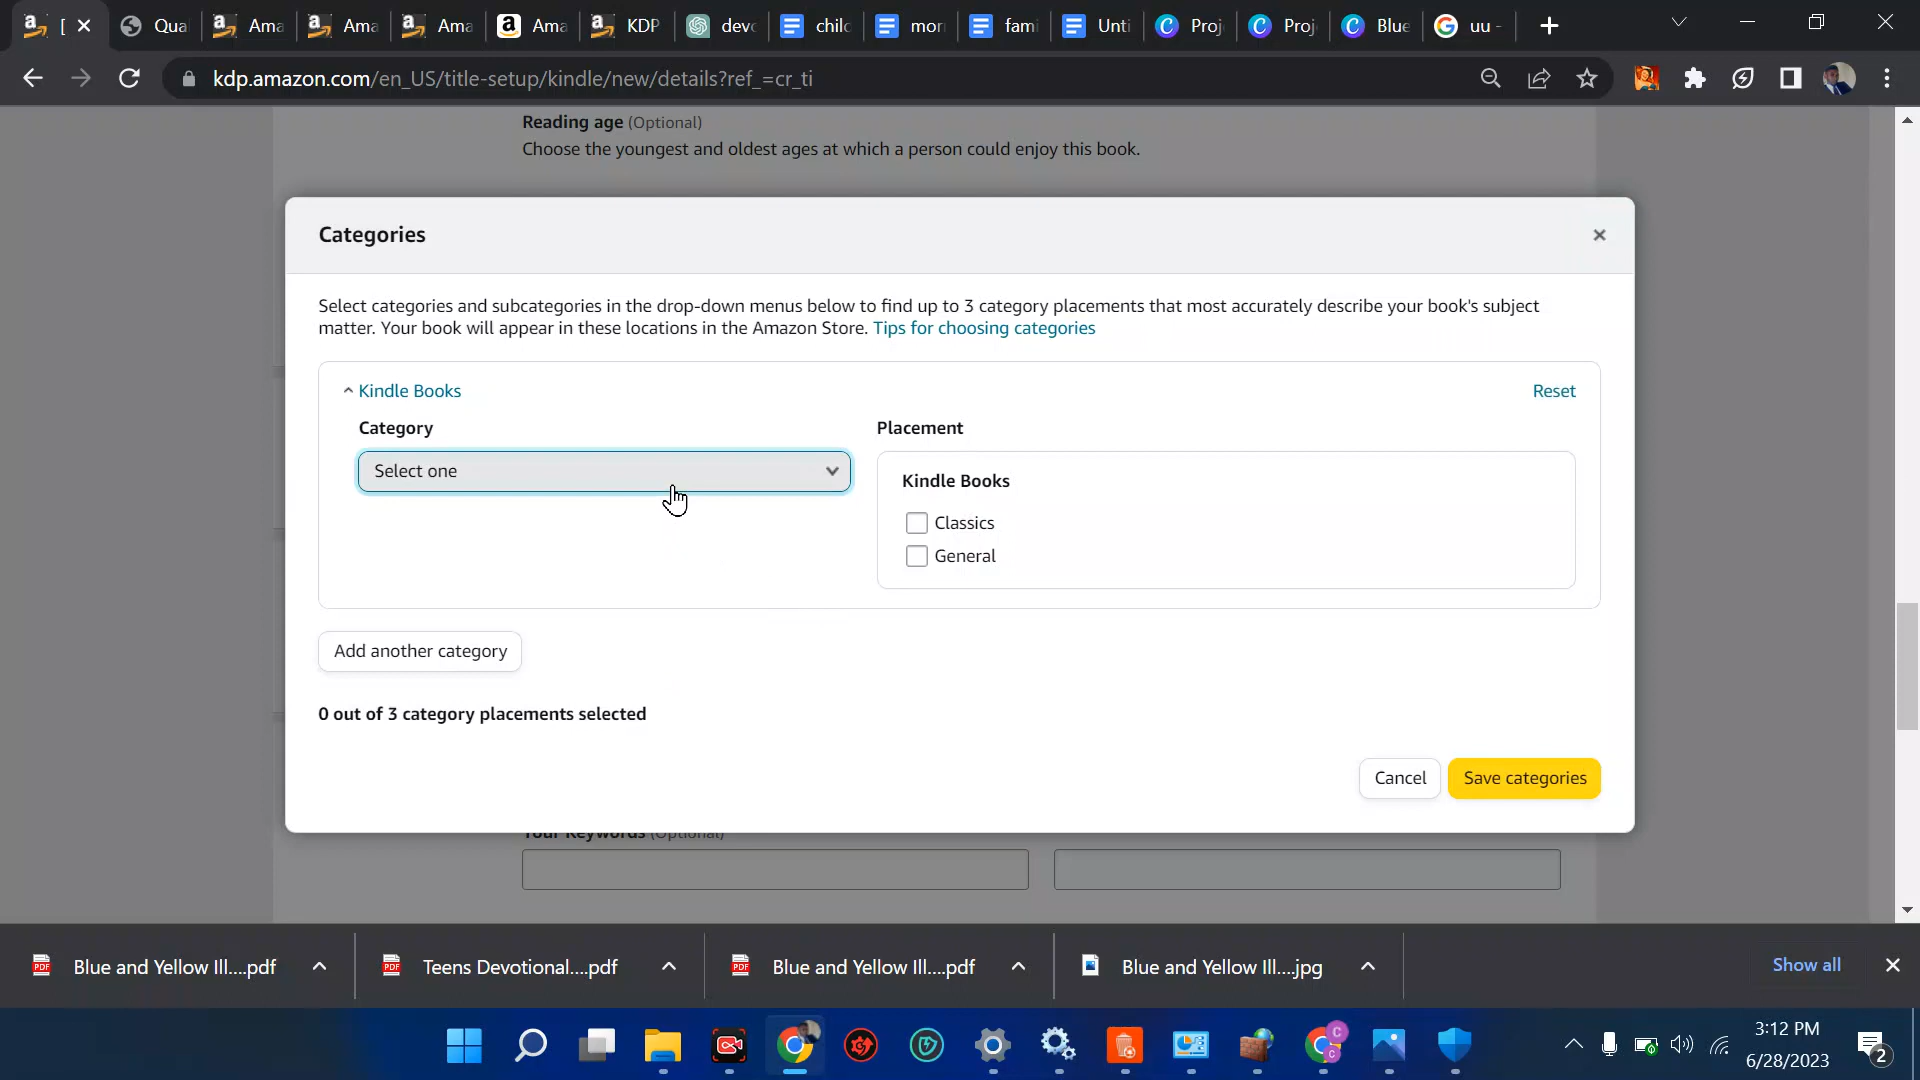 [
Qua
Ama
Ama
Ama
Ama
KDP
devo
chilc
mor
fami
Unti
Proj
Proj
Blue
uu -
kdp.amazon.com/en_US/title-setup/kindle/new/details?ref_=cr_ti
Reading age (Optional)
Choose the youngest and oldest ages at which a person could enjoy this book.
Categories
Select categories and subcategories in the drop-down menus below to find up to 3 category placements that most accurately describe your book's subject
matter. Your book will appear in these locations in the Amazon Store. Tips for choosing categories
Kindle Books
Reset
Category
Placement
Select one
Kindle Books
Classics
General
Add another category
0 out of 3 category placements selected
Cancel
Save categories
Your Keywords (Optional)
Blue and Yellow Ill....pdf
Teens Devotional....pdf
Blue and Yellow Ill....pdf
Blue and Yellow Ill....jpg
Show all
3:12 PM
6/28/2023
2